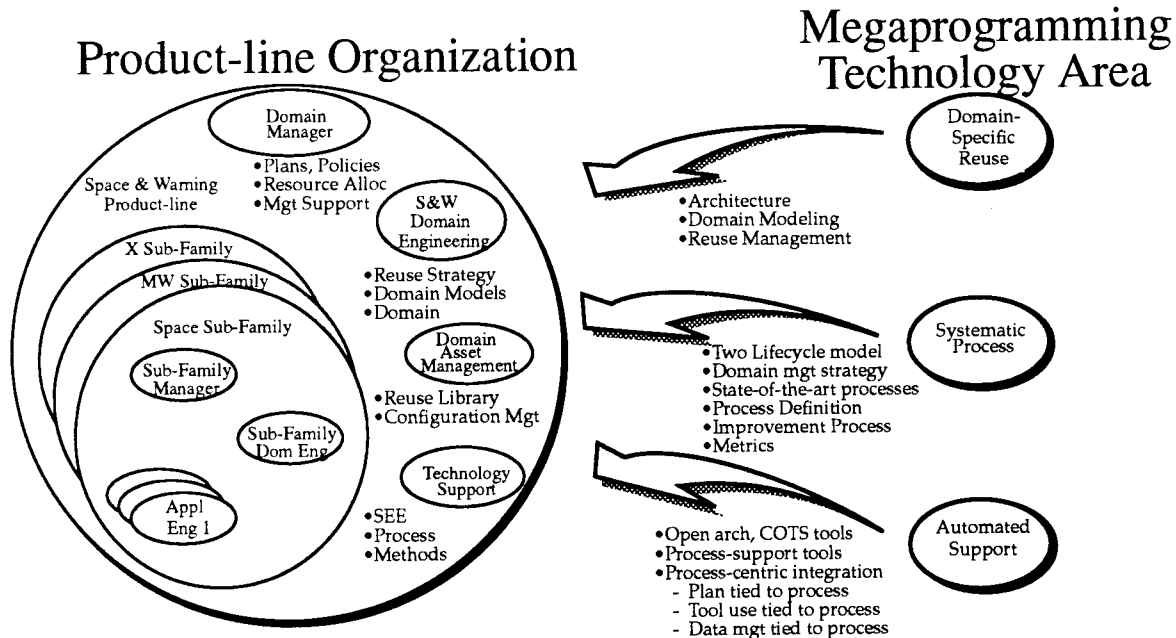 Product-line Organization
Domain
Manager
•Plans, Policies
•Resource Alloc
•Mgt Support
Space & Warning
Product-line
S&W
Domain
Engineering
•Reuse Strategy
•Domain Models
•Domain
X Sub-Family
MW Sub-Family
Space Sub-Family
Sub-Family
Manager
Sub-Family
Dom Eng
Appl
Eng 1
Domain
Asset
Management
•Reuse Library
•Configuration Mgt
Technology
Support
•SEE
•Process
•Methods
Megaprogramming
Technology Area
Domain-
Specific
Reuse
•Architecture
•Domain Modeling
•Reuse Management
Systematic
Process
•Two Lifecycle model
•Domain mgt strategy
•State-of-the-art processes
•Process Definition
•Improvement Process
•Metrics
Automated
Support
•Open arch, COTS tools
•Process-support tools
•Process-centric integration
- Plan tied to process
- Tool use tied to process
- Data mgt tied to process